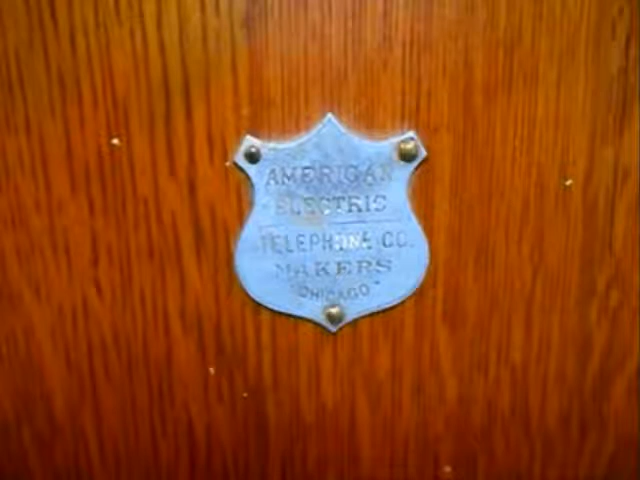 AMERICAN
ELECTRIC
TELEPHONE CO.
MAKERS
"CHICAGO"